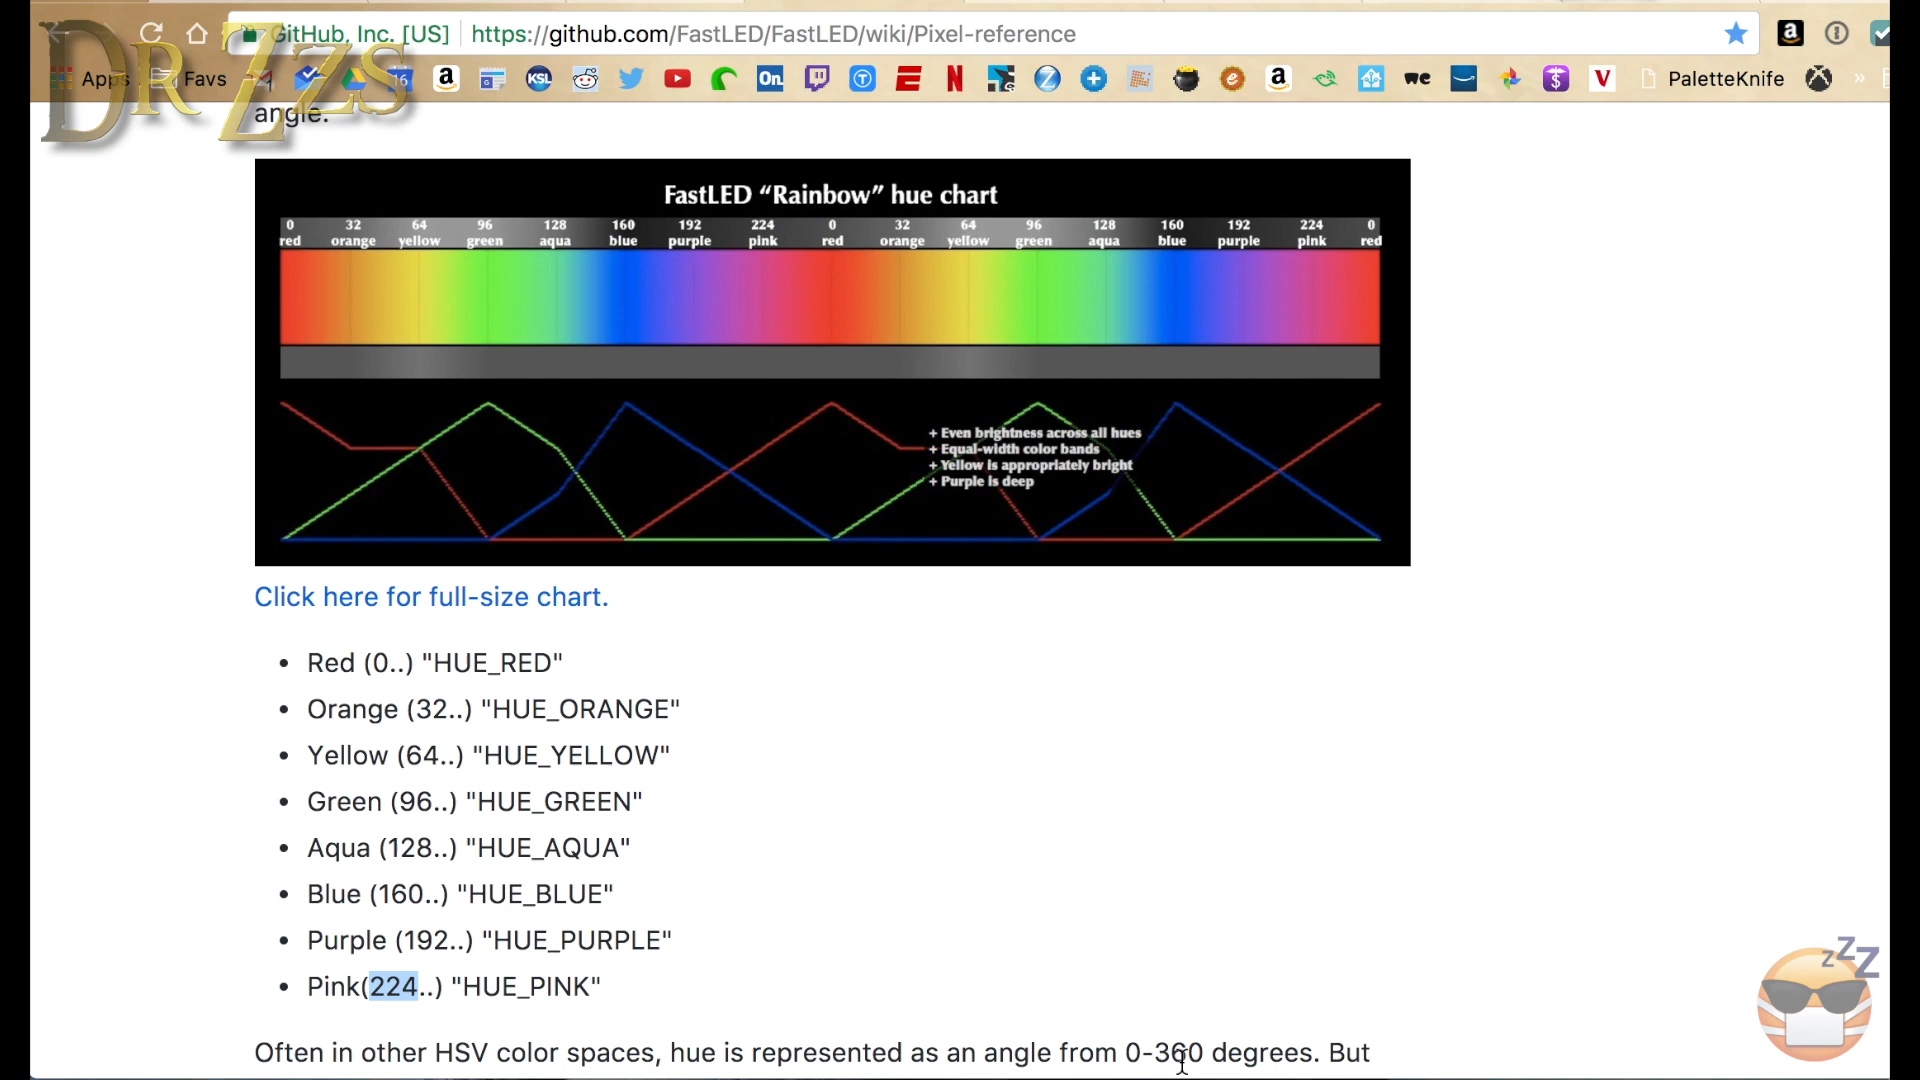 DrZzs
GitHub, Inc. [US] https://github.com/FastLED/FastLED/wiki/Pixel-reference
Apps Favs 16 KSL On PaletteKnife »
angle.
FastLED “Rainbow” hue chart
0 32 64 96 128 160 192 224 0 32 64 96 128 160 192 224 0
red orange yellow green aqua blue purple pink red orange yellow green aqua blue purple pink red
+ Even brightness across all hues
+ Equal-width color bands
+ Yellow is appropriately bright
+ Purple is deep
Click here for full-size chart.
• Red (0..) "HUE_RED"
• Orange (32..) "HUE_ORANGE"
• Yellow (64..) "HUE_YELLOW"
• Green (96..) "HUE_GREEN"
• Aqua (128..) "HUE_AQUA"
• Blue (160..) "HUE_BLUE"
• Purple (192..) "HUE_PURPLE"
• Pink(224..) "HUE_PINK"
zZZ
Often in other HSV color spaces, hue is represented as an angle from 0-360 degrees. But